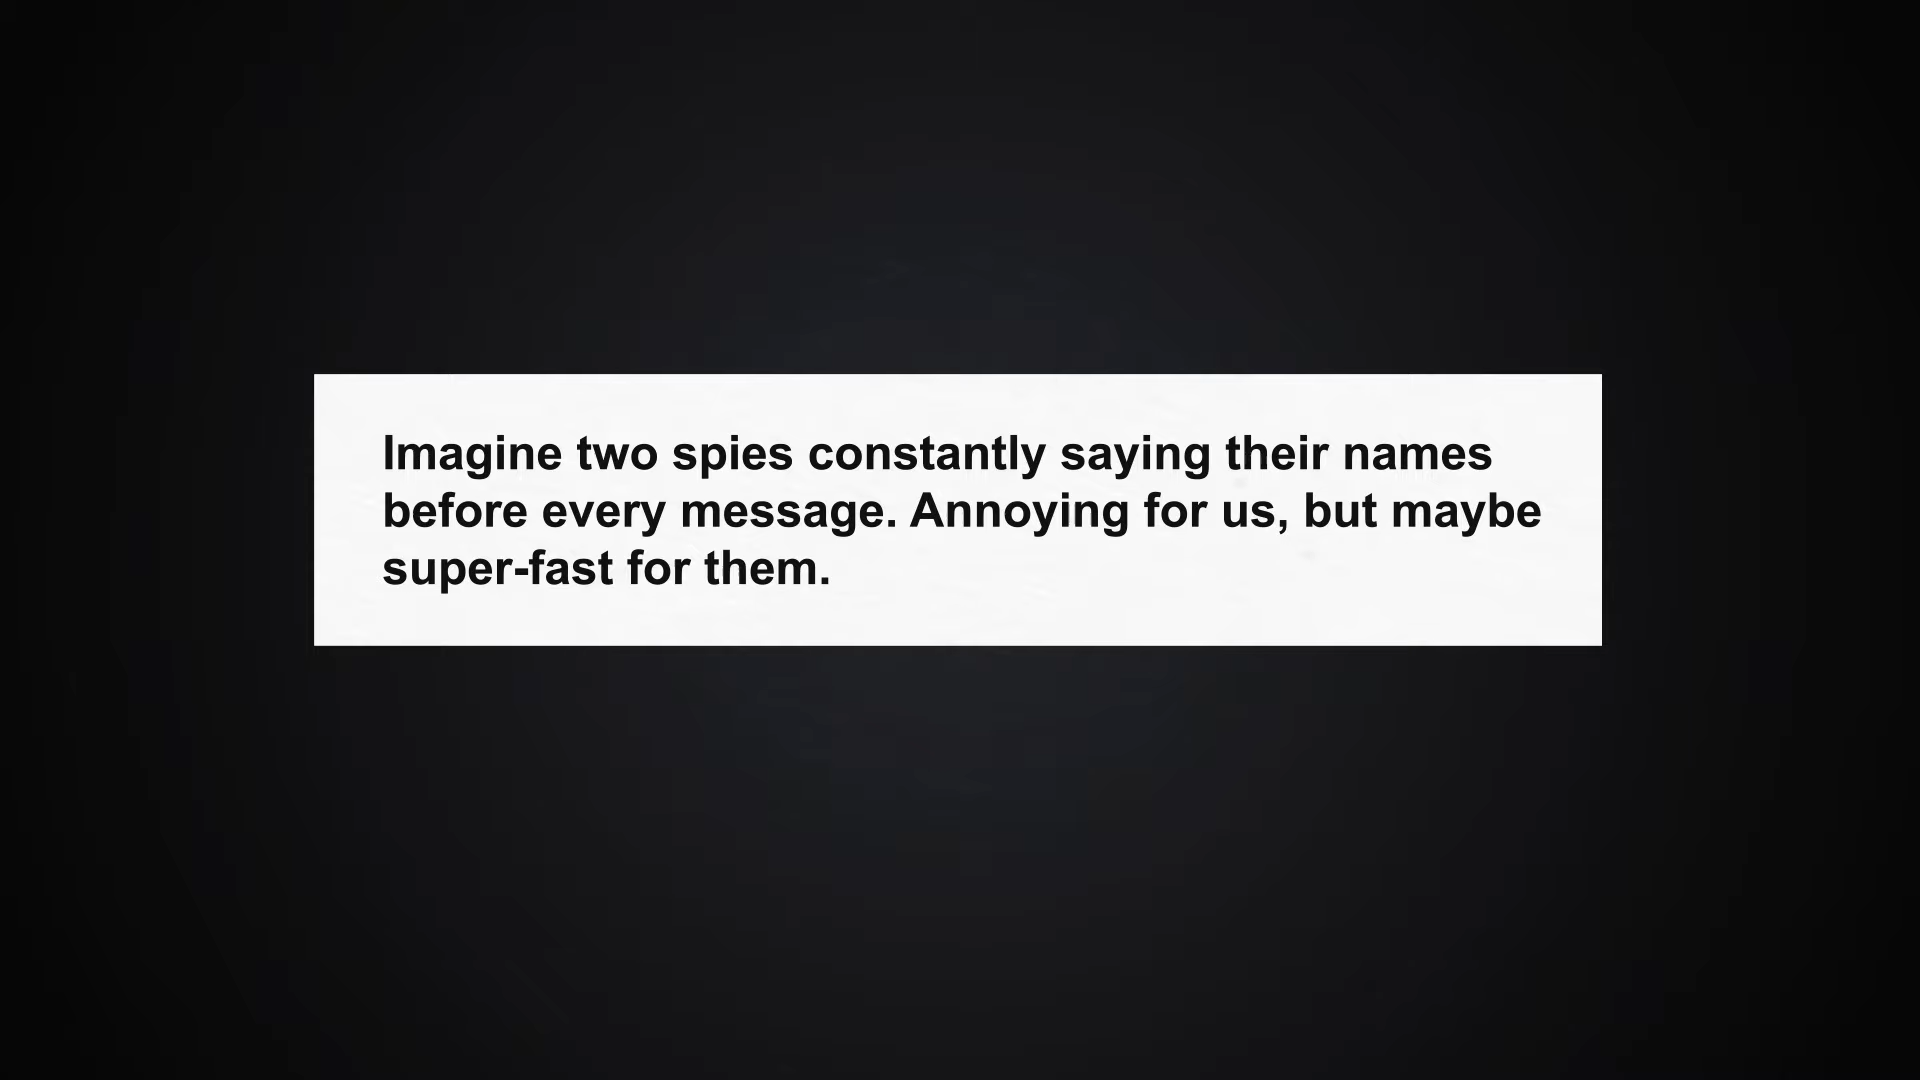 Imagine two spies constantly saying their names
before every message. Annoying for us, but maybe
super-fast for them.